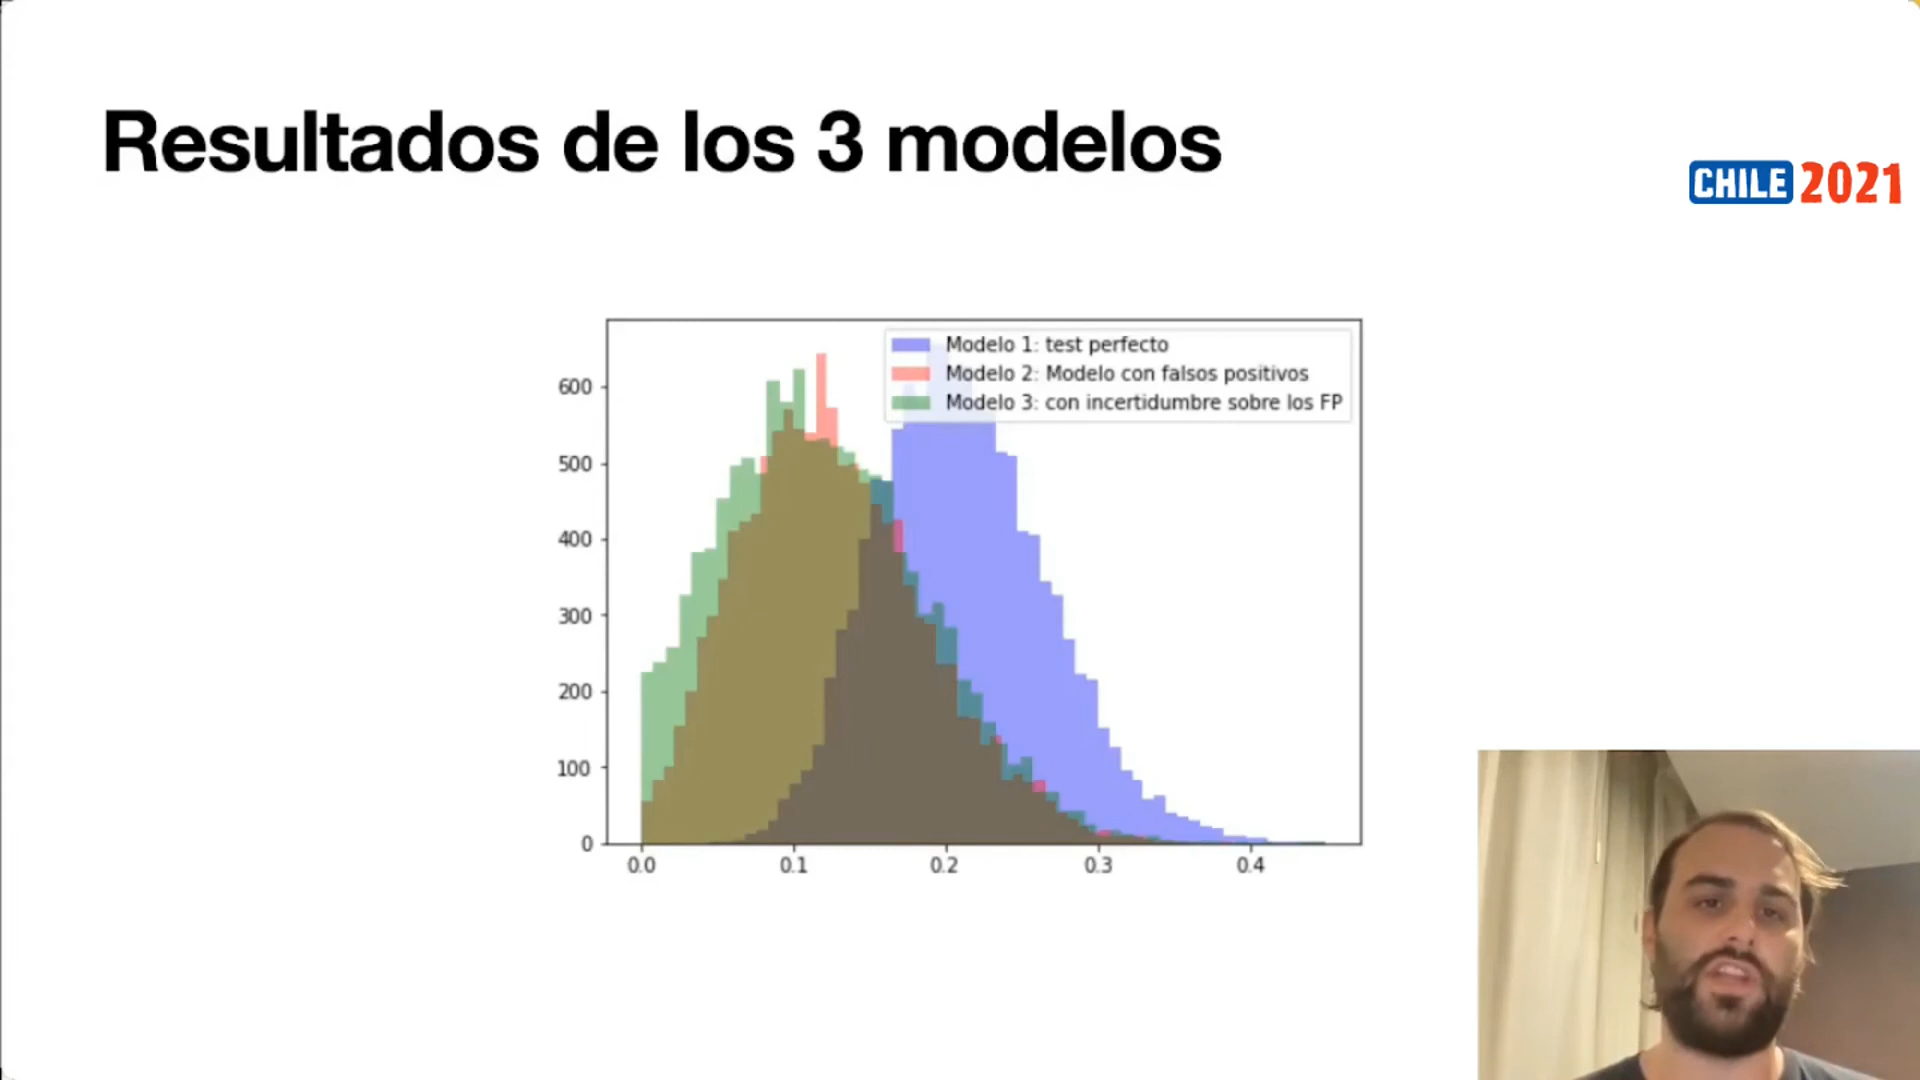 Resultados de los 3 modelos
CHILE 2021
Modelo 1: test perfecto
Modelo 2: Modelo con falsos positivos
Modelo 3: con incertidumbre sobre los FP
600
500
400
300
200
100
0
0.0 0.1 0.2 0.3 0.4